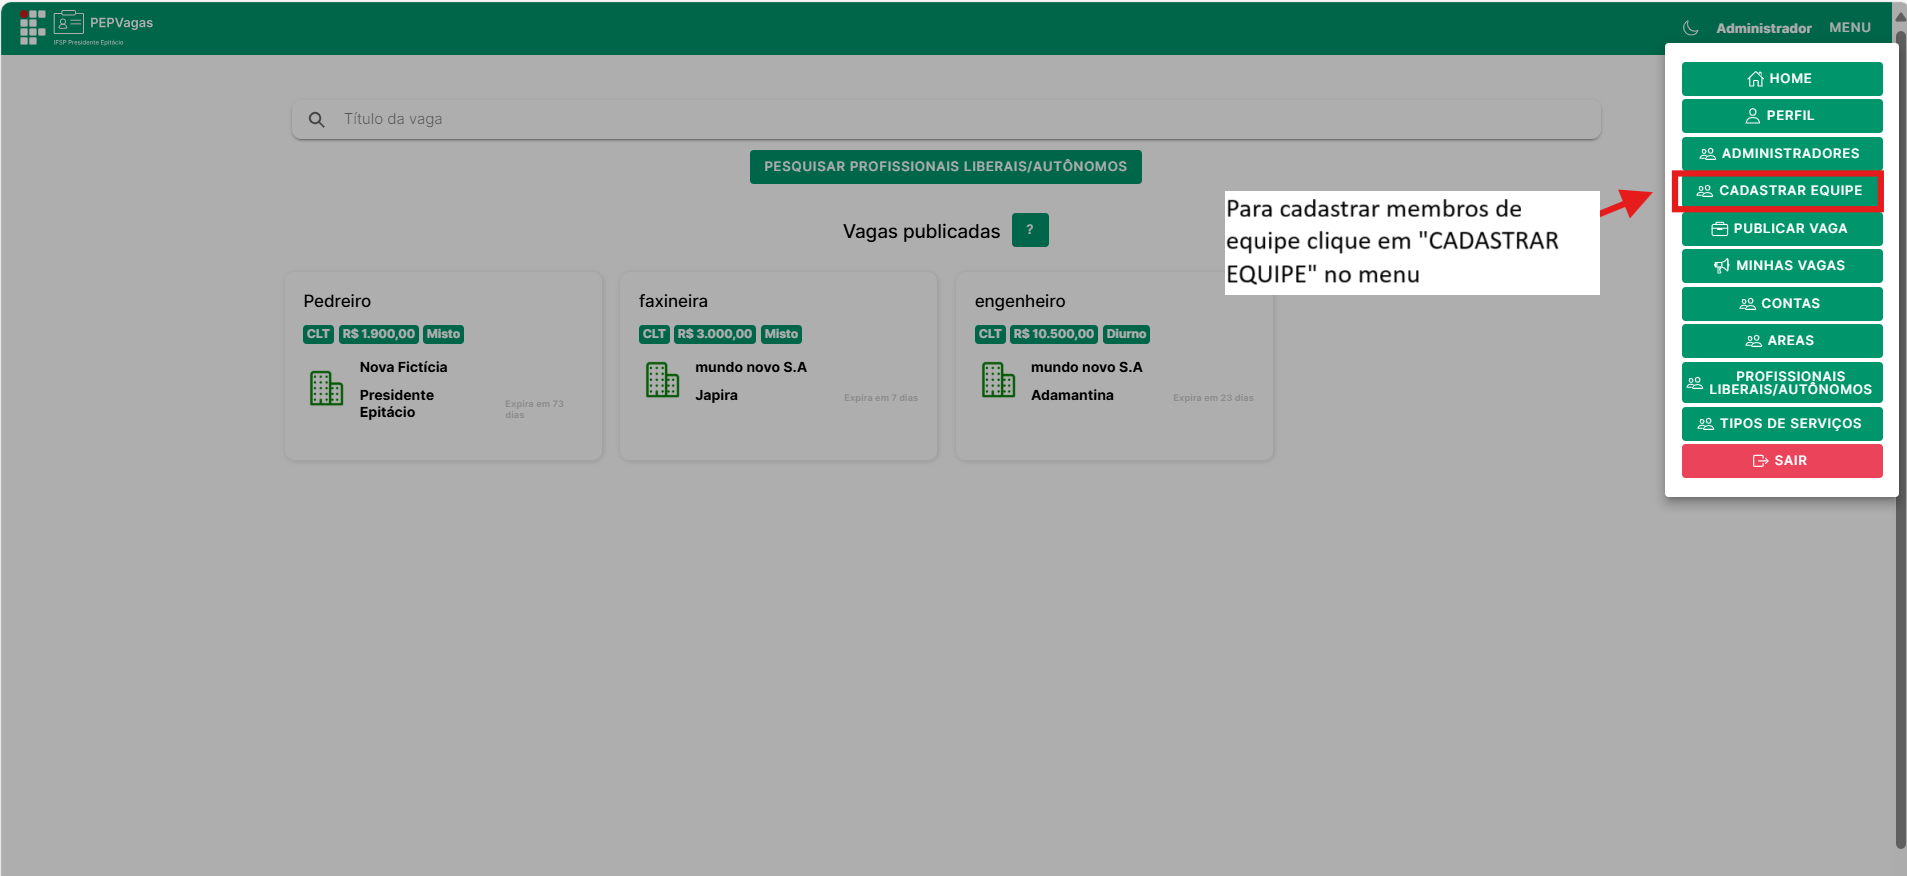 PEPVagas
IFSP Presidente Epitácio
Administrador
MENU
Título da vaga
PESQUISAR PROFISSIONAIS LIBERAIS/AUTÔNOMOS
Vagas publicadas
?
Pedreiro
CLT R$ 1.900,00 Misto
Nova Fictícia
Presidente
Epitácio
Expira em 73
dias
faxineira
CLT R$ 3.000,00 Misto
mundo novo S.A
Japira
Expira em 7 dias
engenheiro
CLT R$ 10.500,00 Diurno
mundo novo S.A
Adamantina
Expira em 23 dias
Para cadastrar membros de
equipe clique em "CADASTRAR
EQUIPE" no menu
HOME
PERFIL
ADMINISTRADORES
CADASTRAR EQUIPE
PUBLICAR VAGA
MINHAS VAGAS
CONTAS
AREAS
PROFISSIONAIS
LIBERAIS/AUTÔNOMOS
TIPOS DE SERVIÇOS
SAIR